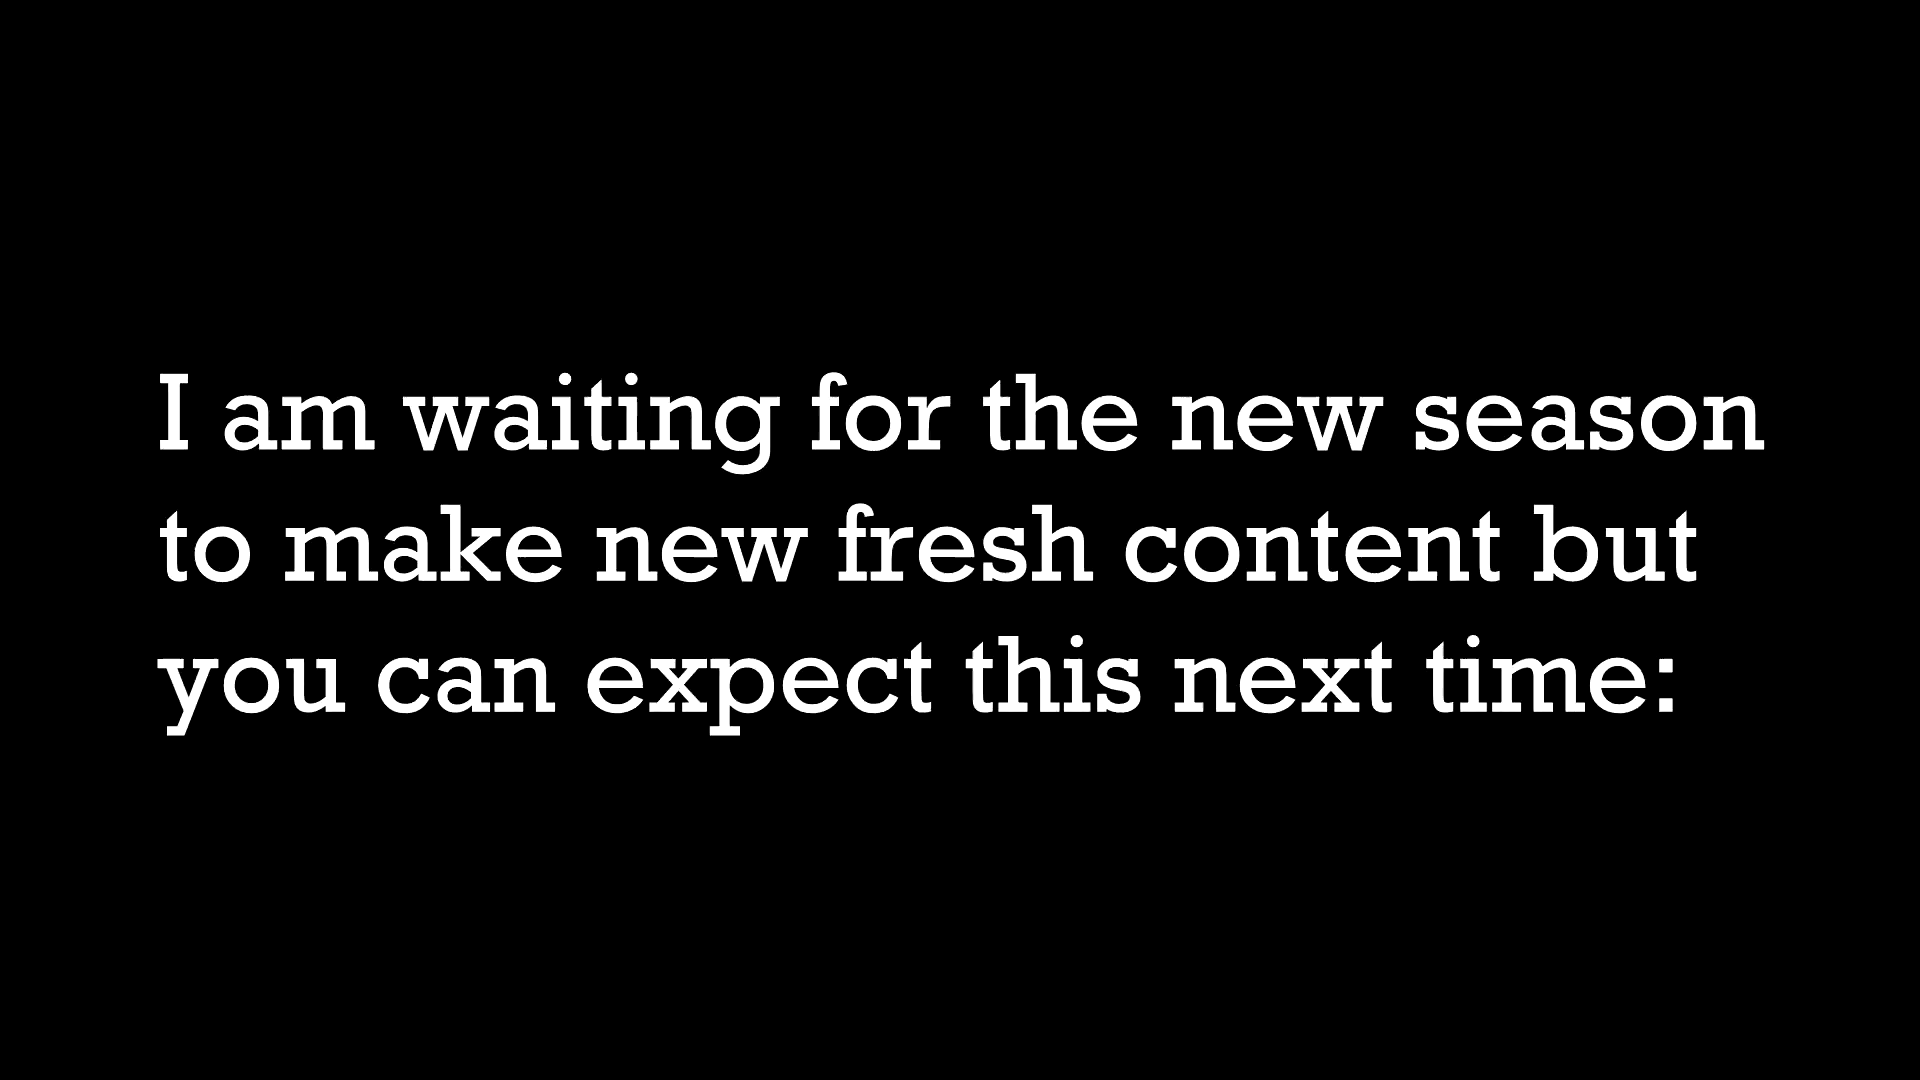 I am waiting for the new season
to make new fresh content but
you can expect this next time: